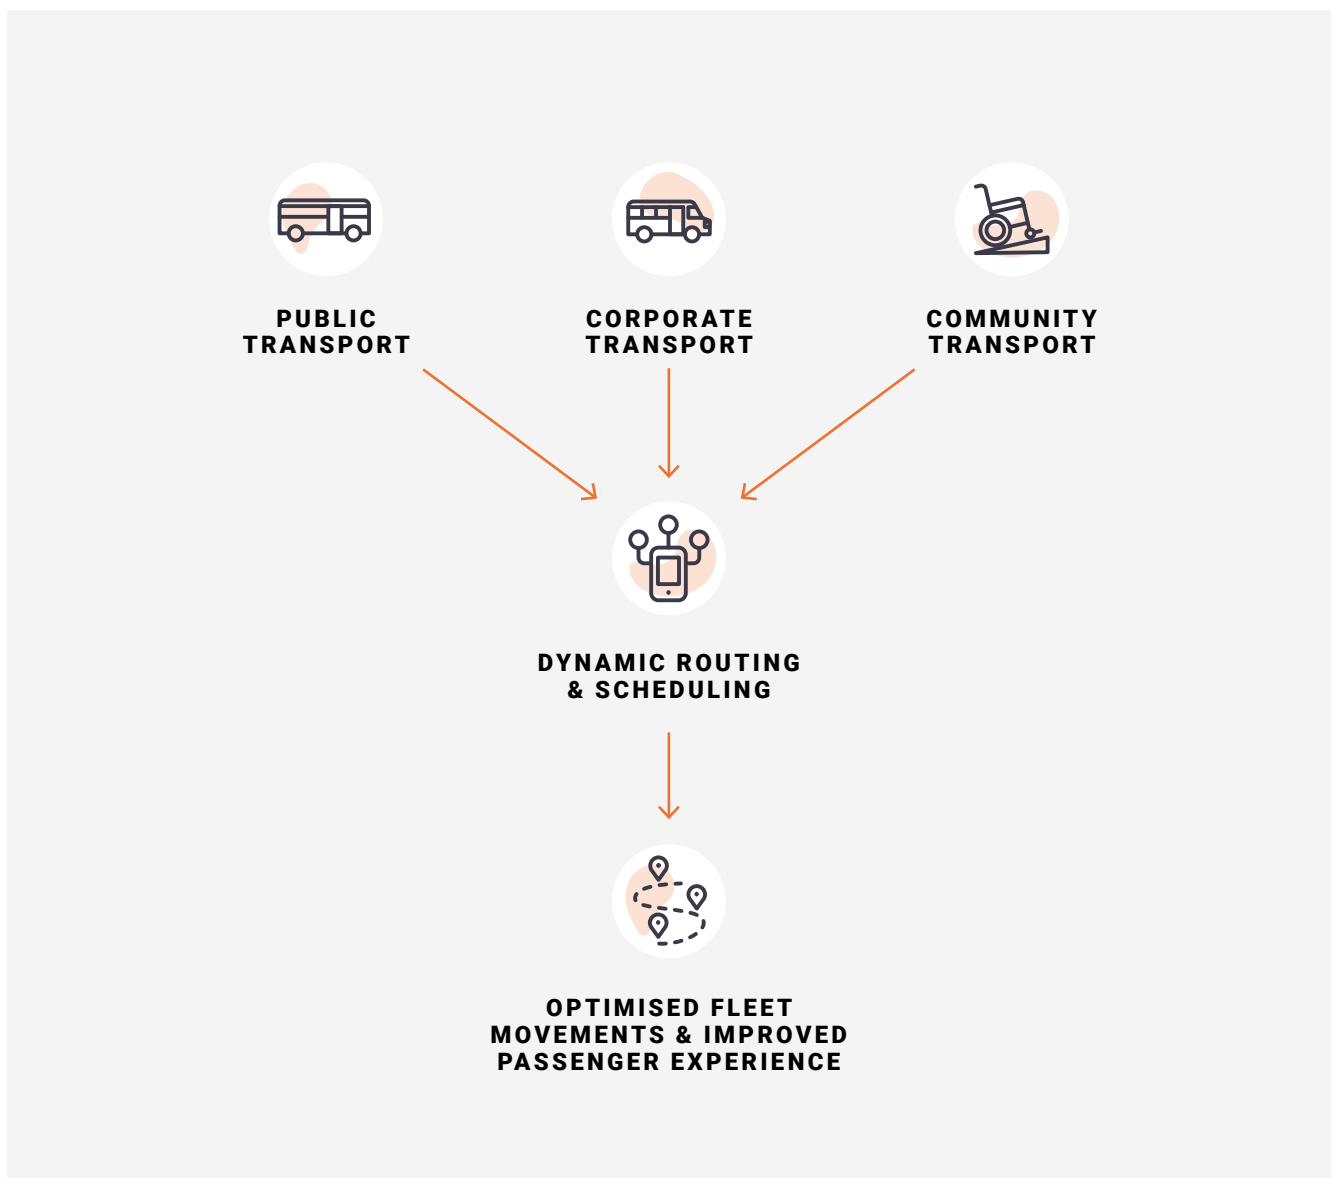 PUBLIC
TRANSPORT
CORPORATE
TRANSPORT
COMMUNITY
TRANSPORT
DYNAMIC ROUTING
& SCHEDULING
OPTIMISED FLEET
MOVEMENTS & IMPROVED
PASSENGER EXPERIENCE